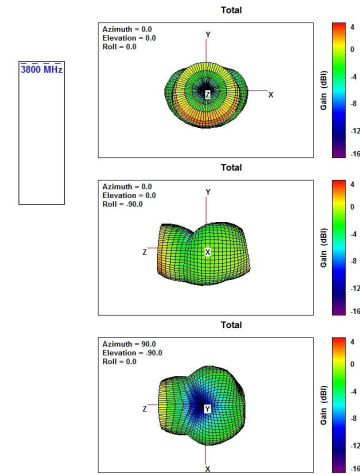 3800 MHz
Total
Azimuth = 0.0
Elevation = 0.0
Roll = 0.0
Y
Z
X
4
0
-4
-8
-12
-16
Gain (dBi)
Total
Azimuth = 0.0
Elevation = 0.0
Roll = -90.0
Y
Z
X
4
0
-4
-8
-12
-16
Gain (dBi)
Total
Azimuth = 90.0
Elevation = -90.0
Roll = 0.0
Z
Y
X
4
0
-4
-8
-12
-16
Gain (dBi)